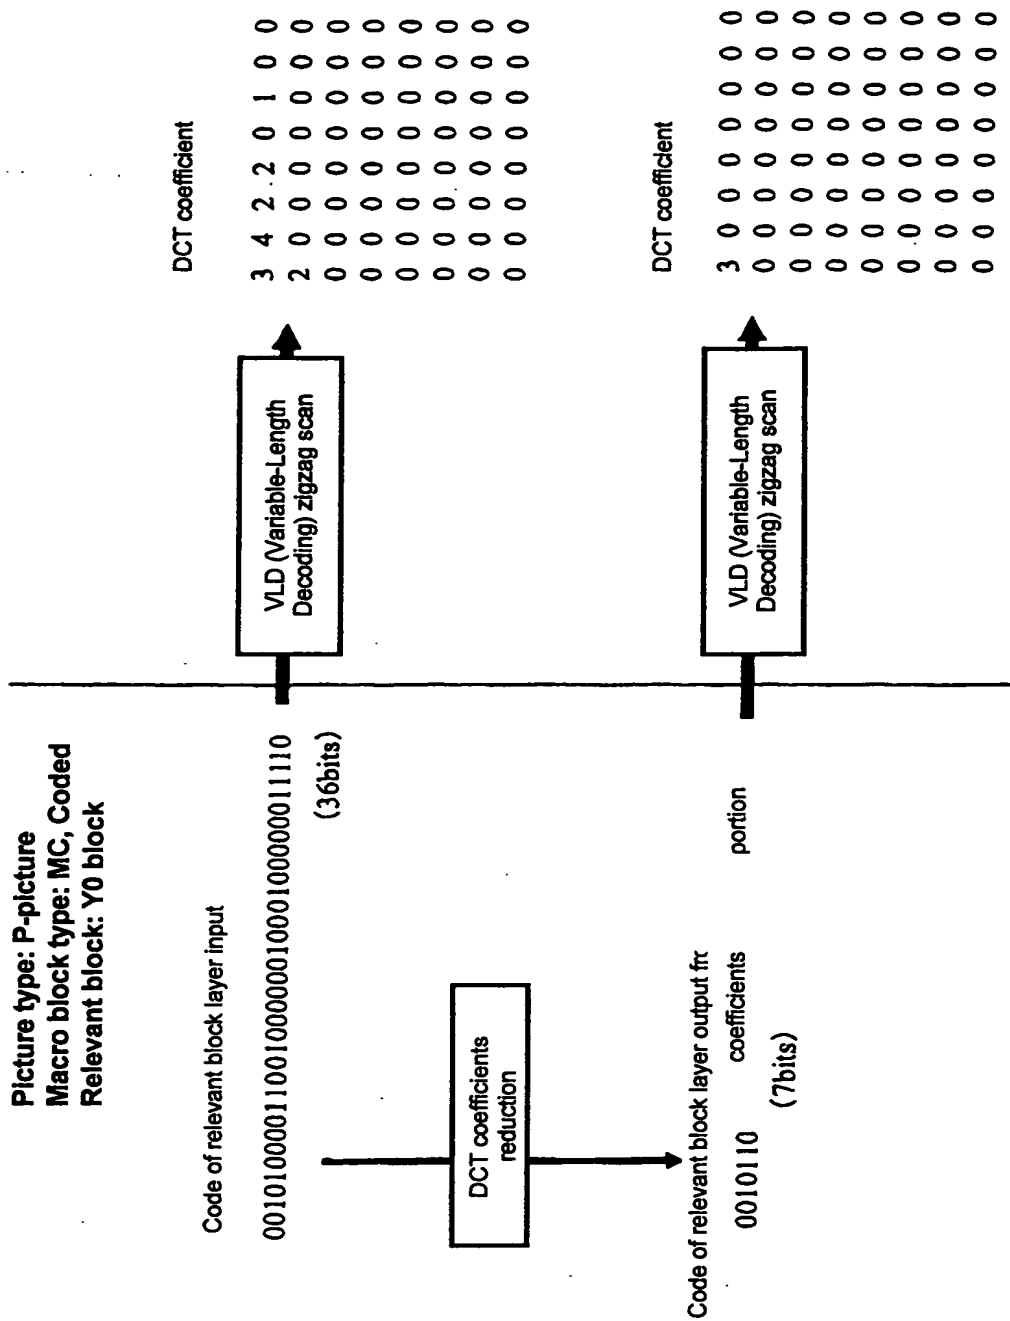 Picture type: P-picture
Macro block type: MC, Coded
Relevant block: Y0 block
Code of relevant block layer input
001010000110010000001000100000011110
(36bits)
VLD (Variable-Length
Decoding) zigzag scan
DCT coefficient
3 4 2 2 0 1 0 0
2 0 0 0 0 0 0 0
0 0 0 0 0 0 0 0
0 0 0 0 0 0 0 0
0 0 0 0 0 0 0 0
0 0 0 0 0 0 0 0
0 0 0 0 0 0 0 0
0 0 0 0 0 0 0 0
DCT coefficients
reduction
Code of relevant block layer output
coefficients
portion
0010110
(7bits)
VLD (Variable-Length
Decoding) zigzag scan
DCT coefficient
3 0 0 0 0 0 0 0
0 0 0 0 0 0 0 0
0 0 0 0 0 0 0 0
0 0 0 0 0 0 0 0
0 0 0 0 0 0 0 0
0 0 0 0 0 0 0 0
0 0 0 0 0 0 0 0
0 0 0 0 0 0 0 0